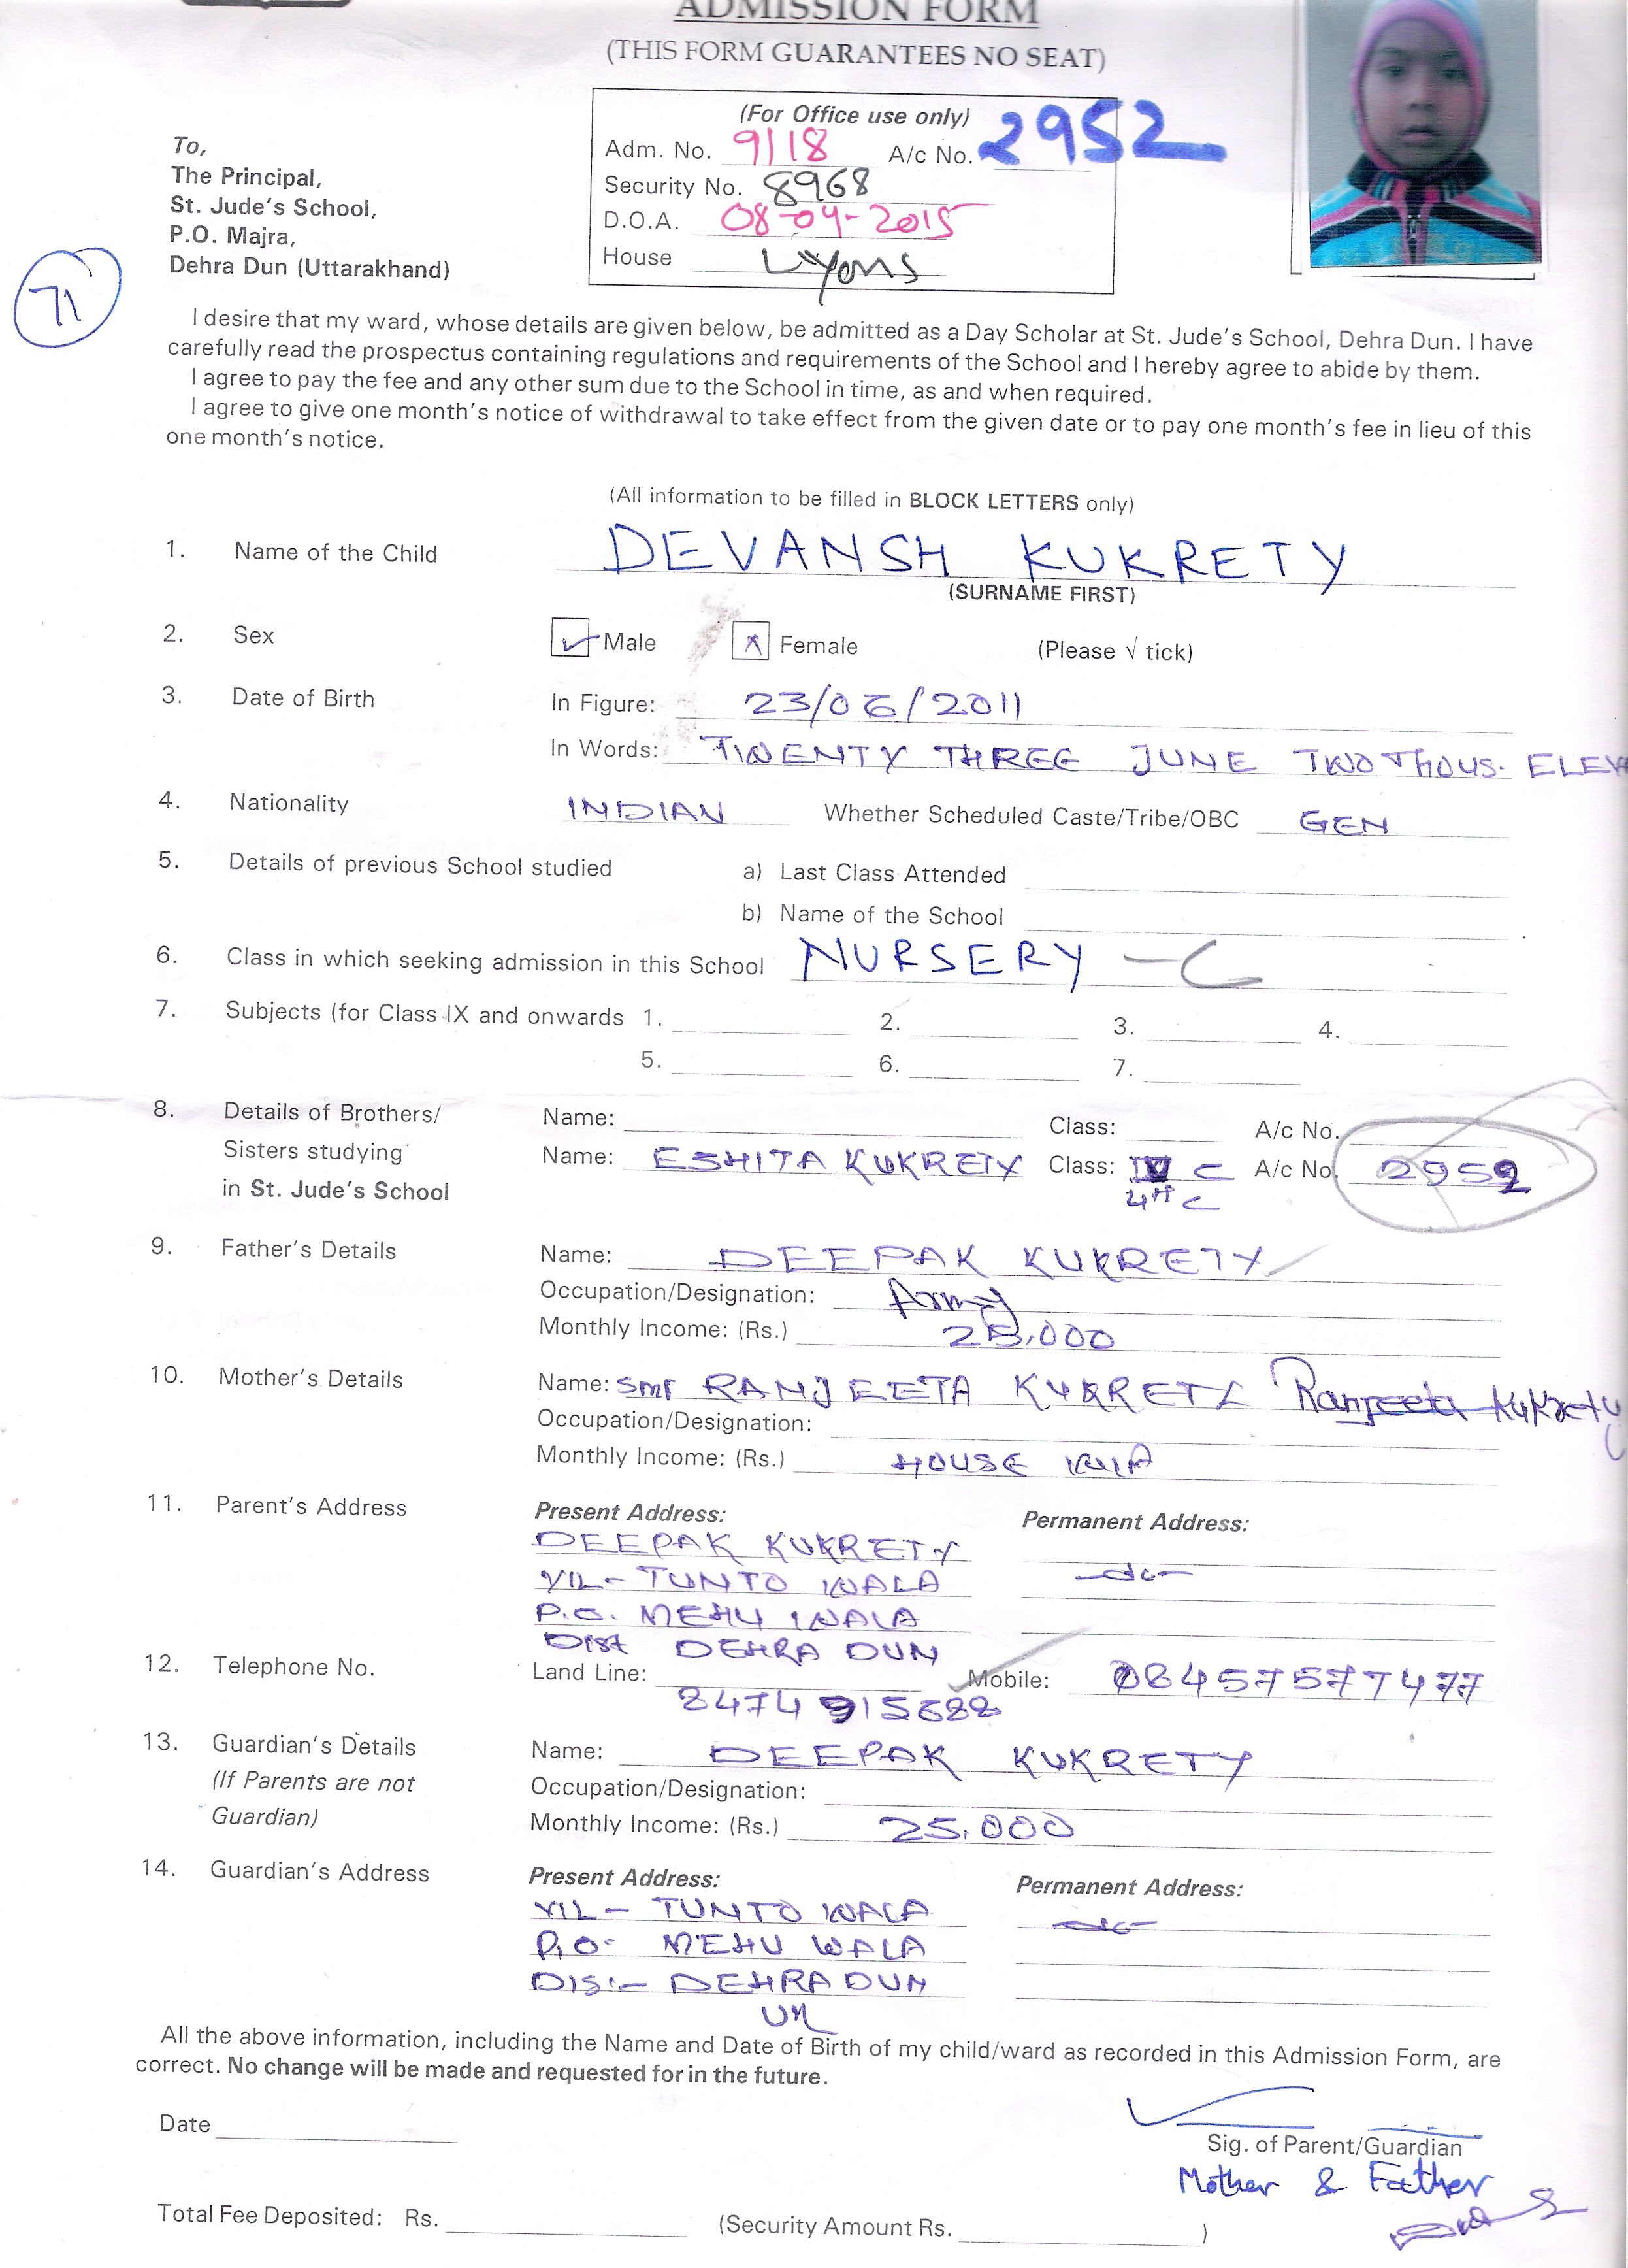 ADMISSION FORM
(THIS FORM GUARANTEES NO SEAT)
(For Office use only)
Adm. No. 9118 A/c No. 2952
Security No. 8968
D.O.A. 08-04-2015
House Lyons
To,
The Principal,
St. Jude's School,
P.O. Majra,
Dehra Dun (Uttarakhand)
71
I desire that my ward, whose details are given below, be admitted as a Day Scholar at St. Jude's School, Dehra Dun. I have
carefully read the prospectus containing regulations and requirements of the School and I hereby agree to abide by them.
I agree to pay the fee and any other sum due to the School in time, as and when required.
I agree to give one month's notice of withdrawal to take effect from the given date or to pay one month's fee in lieu of this
one month's notice.
(All information to be filled in BLOCK LETTERS only)
1. Name of the Child DEVANSH KUKRETY
(SURNAME FIRST)
2. Sex Male Female (Please √ tick)
3. Date of Birth In Figure: 23/06/2011
In Words: TWENTY THREE JUNE TWO THOUS. ELEV
4. Nationality INDIAN Whether Scheduled Caste/Tribe/OBC GEN
5. Details of previous School studied a) Last Class Attended
b) Name of the School
6. Class in which seeking admission in this School NURSERY - C
7. Subjects (for Class IX and onwards 1. 2. 3. 4.
5. 6. 7.
8. Details of Brothers/ Name: Class: A/c No.
Sisters studying Name: ESHITA KUKRETY Class: IV C A/c No. 2952
in St. Jude's School 4th C
9. Father's Details Name: DEEPAK KUKRETY
Occupation/Designation: Army
Monthly Income: (Rs.) 25,000
10. Mother's Details Name: SMT RANJEETA KUKRETY Ranjeeta Kukrety
Occupation/Designation:
Monthly Income: (Rs.) HOUSE
11. Parent's Address Present Address: Permanent Address:
DEEPAK KUKRETY
VIL- TUNTO WALA -do-
P.O. MEHU WALA
Dist DEHRA DUN
12. Telephone No. Land Line: Mobile: 08457577477
8474915688
13. Guardian's Details Name: DEEPAK KUKRETY
(If Parents are not Occupation/Designation:
Guardian) Monthly Income: (Rs.) 25,000
14. Guardian's Address Present Address: Permanent Address:
VIL- TUNTO WALA -do-
P.O- MEHU WALA
DIS:- DEHRA DUN
UK
All the above information, including the Name and Date of Birth of my child/ward as recorded in this Admission Form, are
correct. No change will be made and requested for in the future.
Date
Sig. of Parent/Guardian
Mother & Father
Total Fee Deposited: Rs. (Security Amount Rs. )